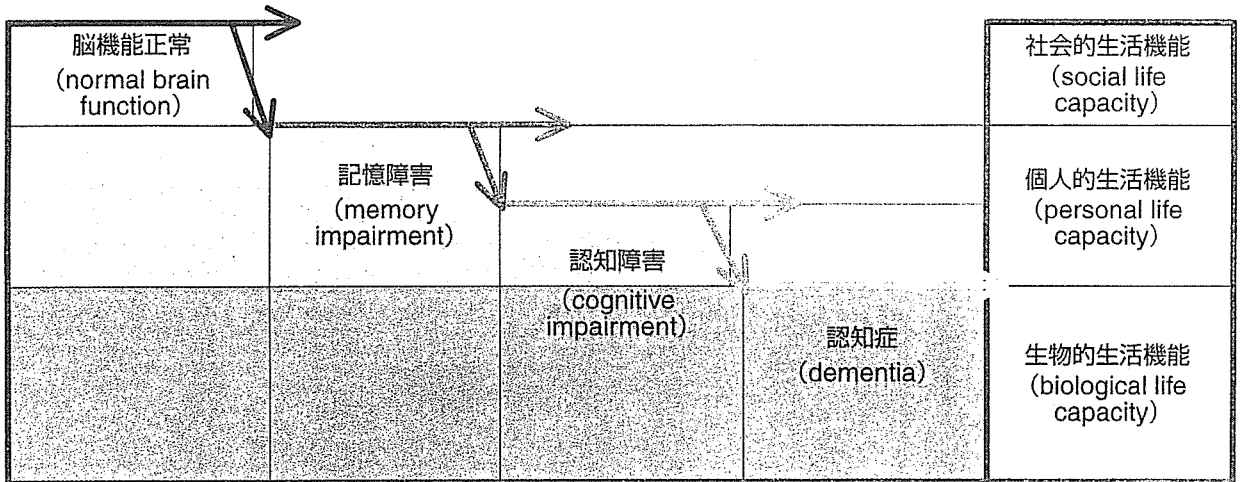 脳機能正常
（normal brain
function）
記憶障害
（memory
impairment）
認知障害
（cognitive
impairment）
認知症
（dementia）
社会的生活機能
（social life
capacity）
個人的生活機能
（personal life
capacity）
生物的生活機能
（biological life
capacity）